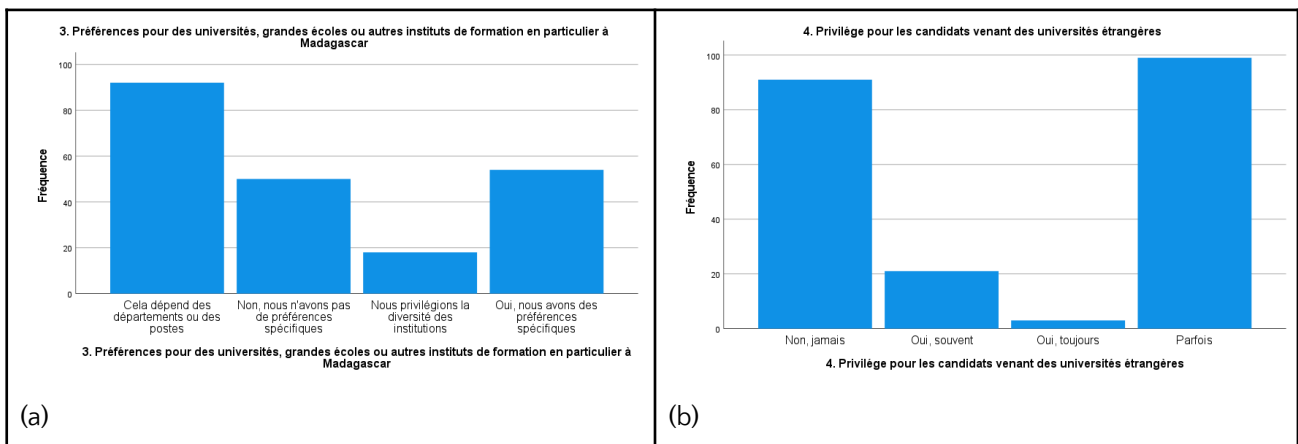 3. Préférences pour des universités, grandes écoles ou autres instituts de formation en particulier à
Madagascar
100
80
60
40
20
0
Fréquence
Cela dépend des
départements ou des
postes
Non, nous n'avons pas
de préférences
spécifiques
Nous privilégions la
diversité des
institutions
Oui, nous avons des
préférences
spécifiques
3. Préférences pour des universités, grandes écoles ou autres instituts de formation en particulier à
Madagascar
(a)
4. Privilège pour les candidats venant des universités étrangères
100
80
60
40
20
0
Fréquence
Non, jamais
Oui, souvent
Oui, toujours
Parfois
4. Privilège pour les candidats venant des universités étrangères
(b)